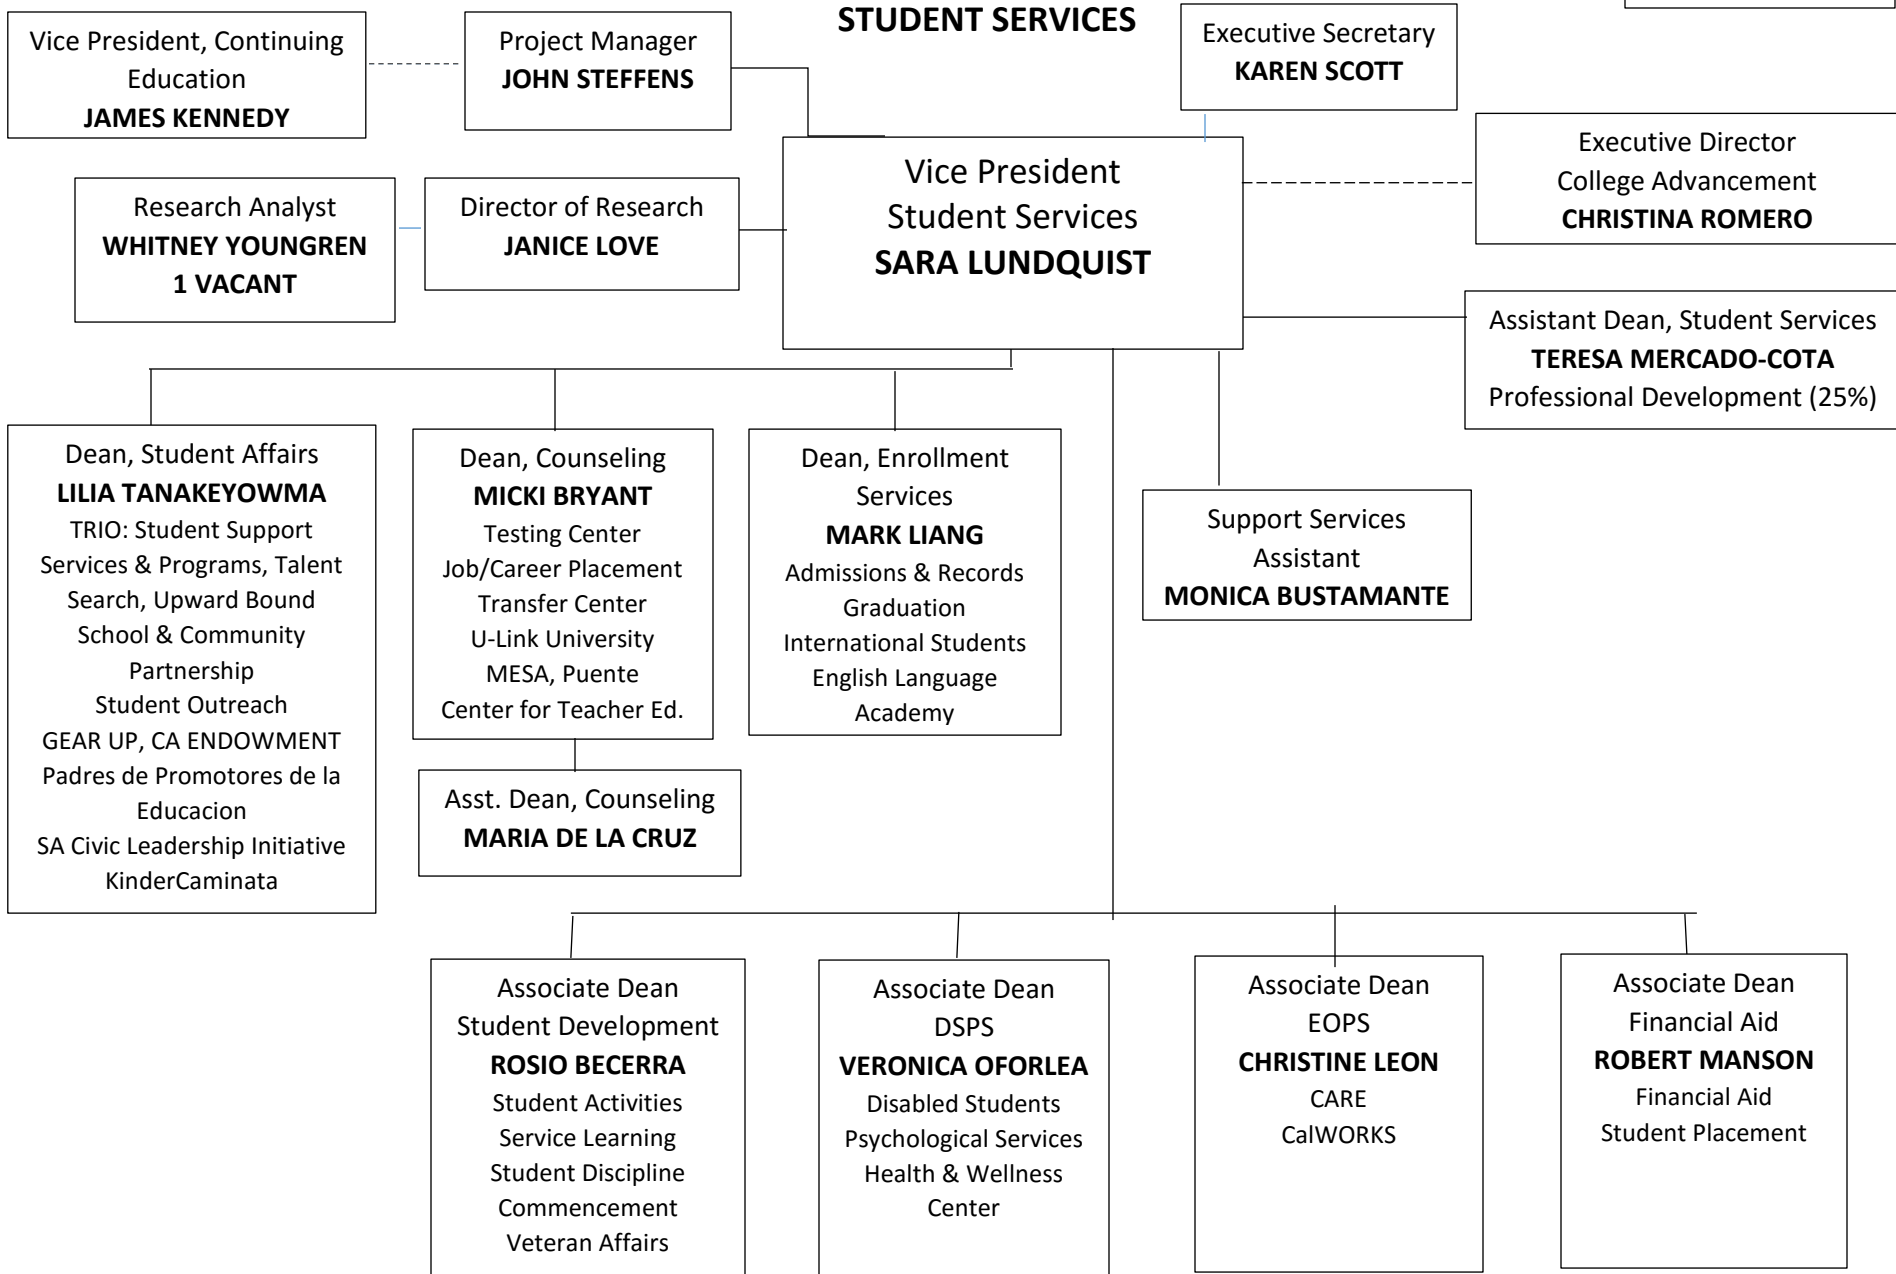 STUDENT SERVICES
Vice President, Continuing
Education
JAMES KENNEDY
Project Manager
JOHN STEFFENS
Executive Secretary
KAREN SCOTT
Research Analyst
WHITNEY YOUNGREN
1 VACANT
Director of Research
JANICE LOVE
Vice President
Student Services
SARA LUNDQUIST
Executive Director
College Advancement
CHRISTINA ROMERO
Assistant Dean, Student Services
TERESA MERCADO-COTA
Professional Development (25%)
Dean, Student Affairs
LILIA TANAKEYOWMA
TRIO: Student Support
Services & Programs, Talent
Search, Upward Bound
School & Community
Partnership
Student Outreach
GEAR UP, CA ENDOWMENT
Padres de Promotores de la
Educacion
SA Civic Leadership Initiative
KinderCaminata
Dean, Counseling
MICKI BRYANT
Testing Center
Job/Career Placement
Transfer Center
U-Link University
MESA, Puente
Center for Teacher Ed.
Dean, Enrollment
Services
MARK LIANG
Admissions & Records
Graduation
International Students
English Language
Academy
Support Services
Assistant
MONICA BUSTAMANTE
Asst. Dean, Counseling
MARIA DE LA CRUZ
Associate Dean
Student Development
ROSIO BECERRA
Student Activities
Service Learning
Student Discipline
Commencement
Veteran Affairs
Associate Dean
DSPS
VERONICA OFORLEA
Disabled Students
Psychological Services
Health & Wellness
Center
Associate Dean
EOPS
CHRISTINE LEON
CARE
CalWORKS
Associate Dean
Financial Aid
ROBERT MANSON
Financial Aid
Student Placement